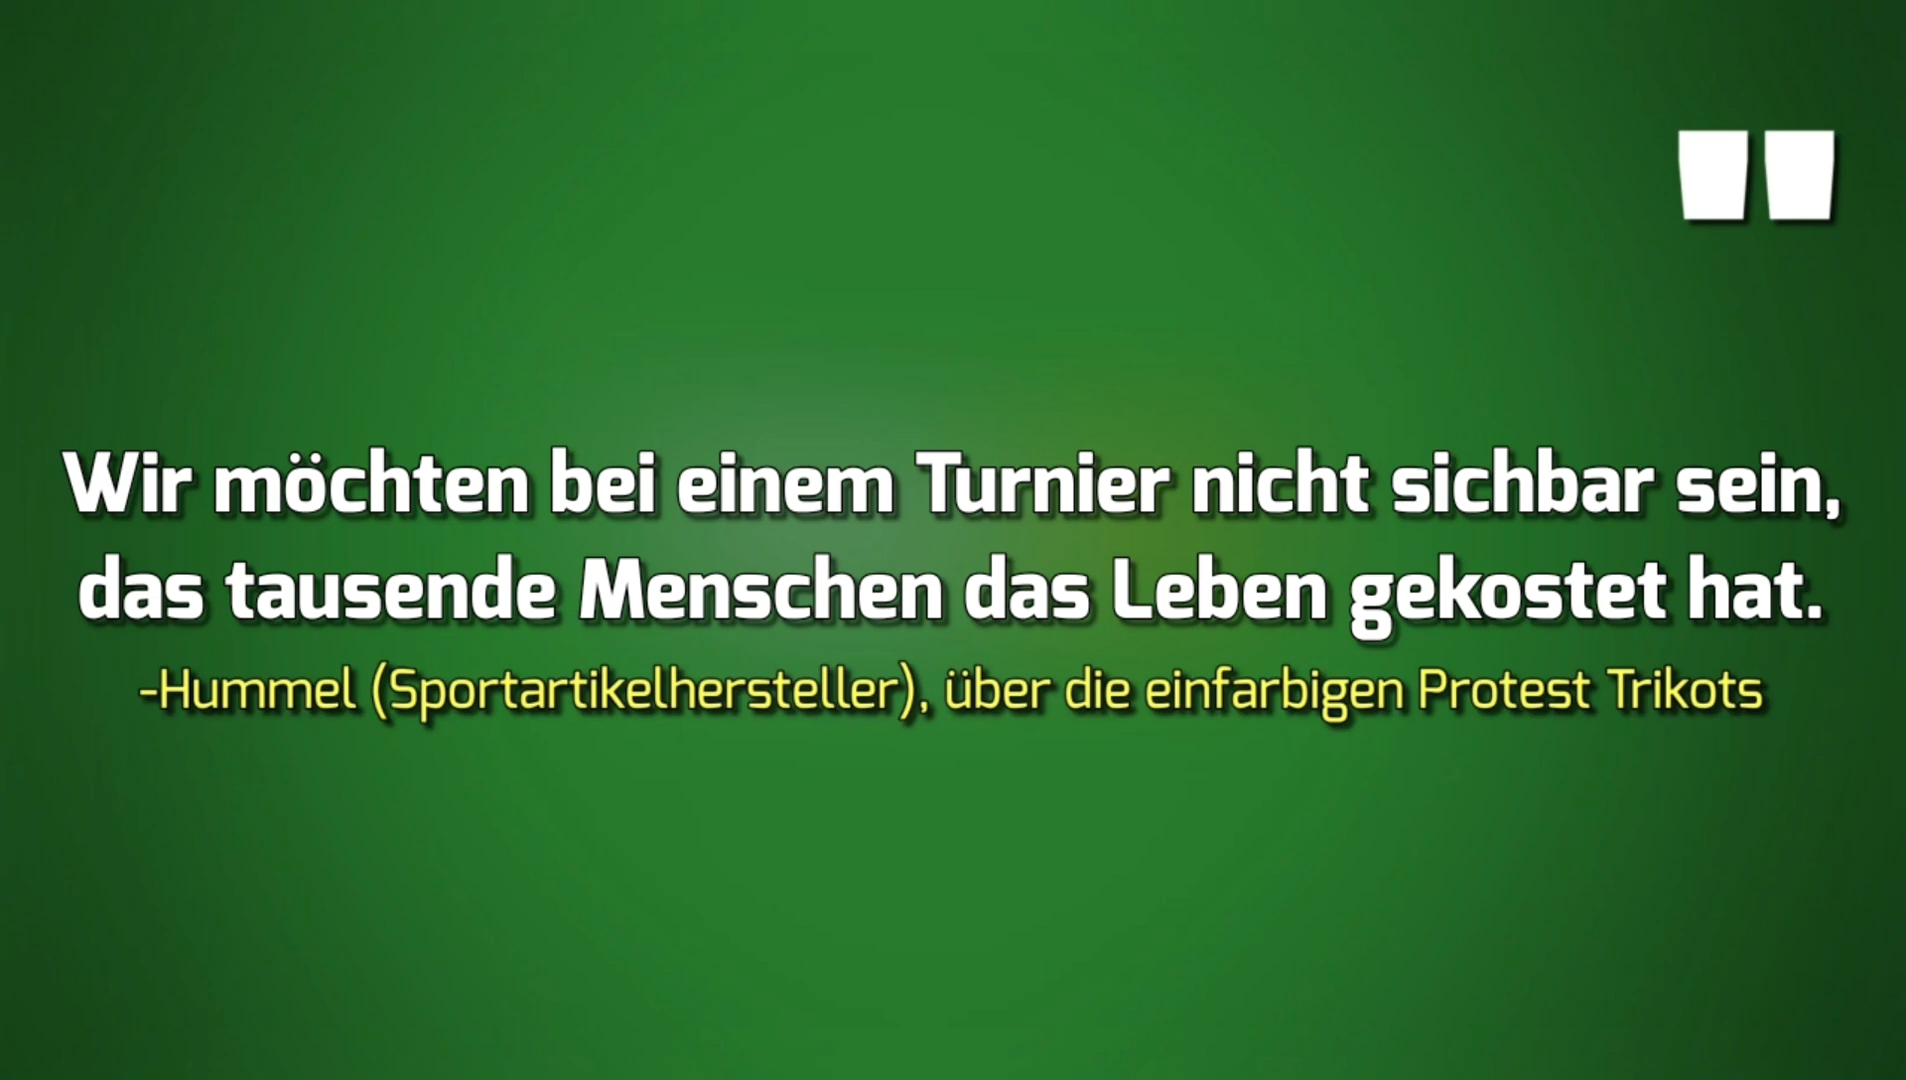 "
Wir möchten bei einem Turnier nicht sichbar sein,
das tausende Menschen das Leben gekostet hat.
-Hummel (Sportartikelhersteller), über die einfarbigen Protest Trikots